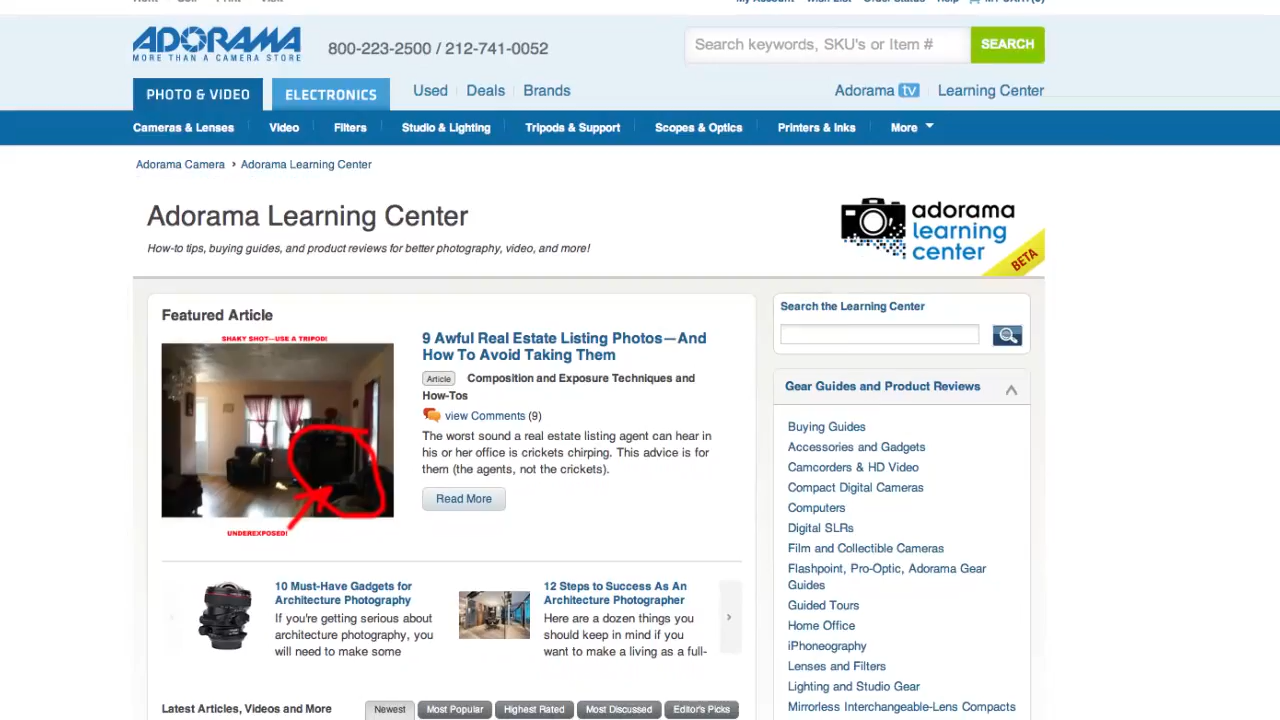 ADORAMA
MORE THAN A CAMERA STORE
800-223-2500 / 212-741-0052
Search keywords, SKU's or Item #
SEARCH
PHOTO & VIDEO
ELECTRONICS
Used
Deals
Brands
Adorama tv
Learning Center
Cameras & Lenses
Video
Filters
Studio & Lighting
Tripods & Support
Scopes & Optics
Printers & Inks
More
Adorama Camera › Adorama Learning Center
Adorama Learning Center
How-to tips, buying guides, and product reviews for better photography, video, and more!
adorama
learning
center
BETA
Featured Article
SHAKY SHOT—USE A TRIPOD!
UNDEREXPOSED!
9 Awful Real Estate Listing Photos—And
How To Avoid Taking Them
Article Composition and Exposure Techniques and
How-Tos
view Comments (9)
The worst sound a real estate listing agent can hear in
his or her office is crickets chirping. This advice is for
them (the agents, not the crickets).
Read More
10 Must-Have Gadgets for
Architecture Photography
If you're getting serious about
architecture photography, you
will need to make some
12 Steps to Success As An
Architecture Photographer
Here are a dozen things you
should keep in mind if you
want to make a living as a full-
Latest Articles, Videos and More
Newest
Most Popular
Highest Rated
Most Discussed
Editor's Picks
Search the Learning Center
Gear Guides and Product Reviews
Buying Guides
Accessories and Gadgets
Camcorders & HD Video
Compact Digital Cameras
Computers
Digital SLRs
Film and Collectible Cameras
Flashpoint, Pro-Optic, Adorama Gear
Guides
Guided Tours
Home Office
iPhoneography
Lenses and Filters
Lighting and Studio Gear
Mirrorless Interchangeable-Lens Compacts